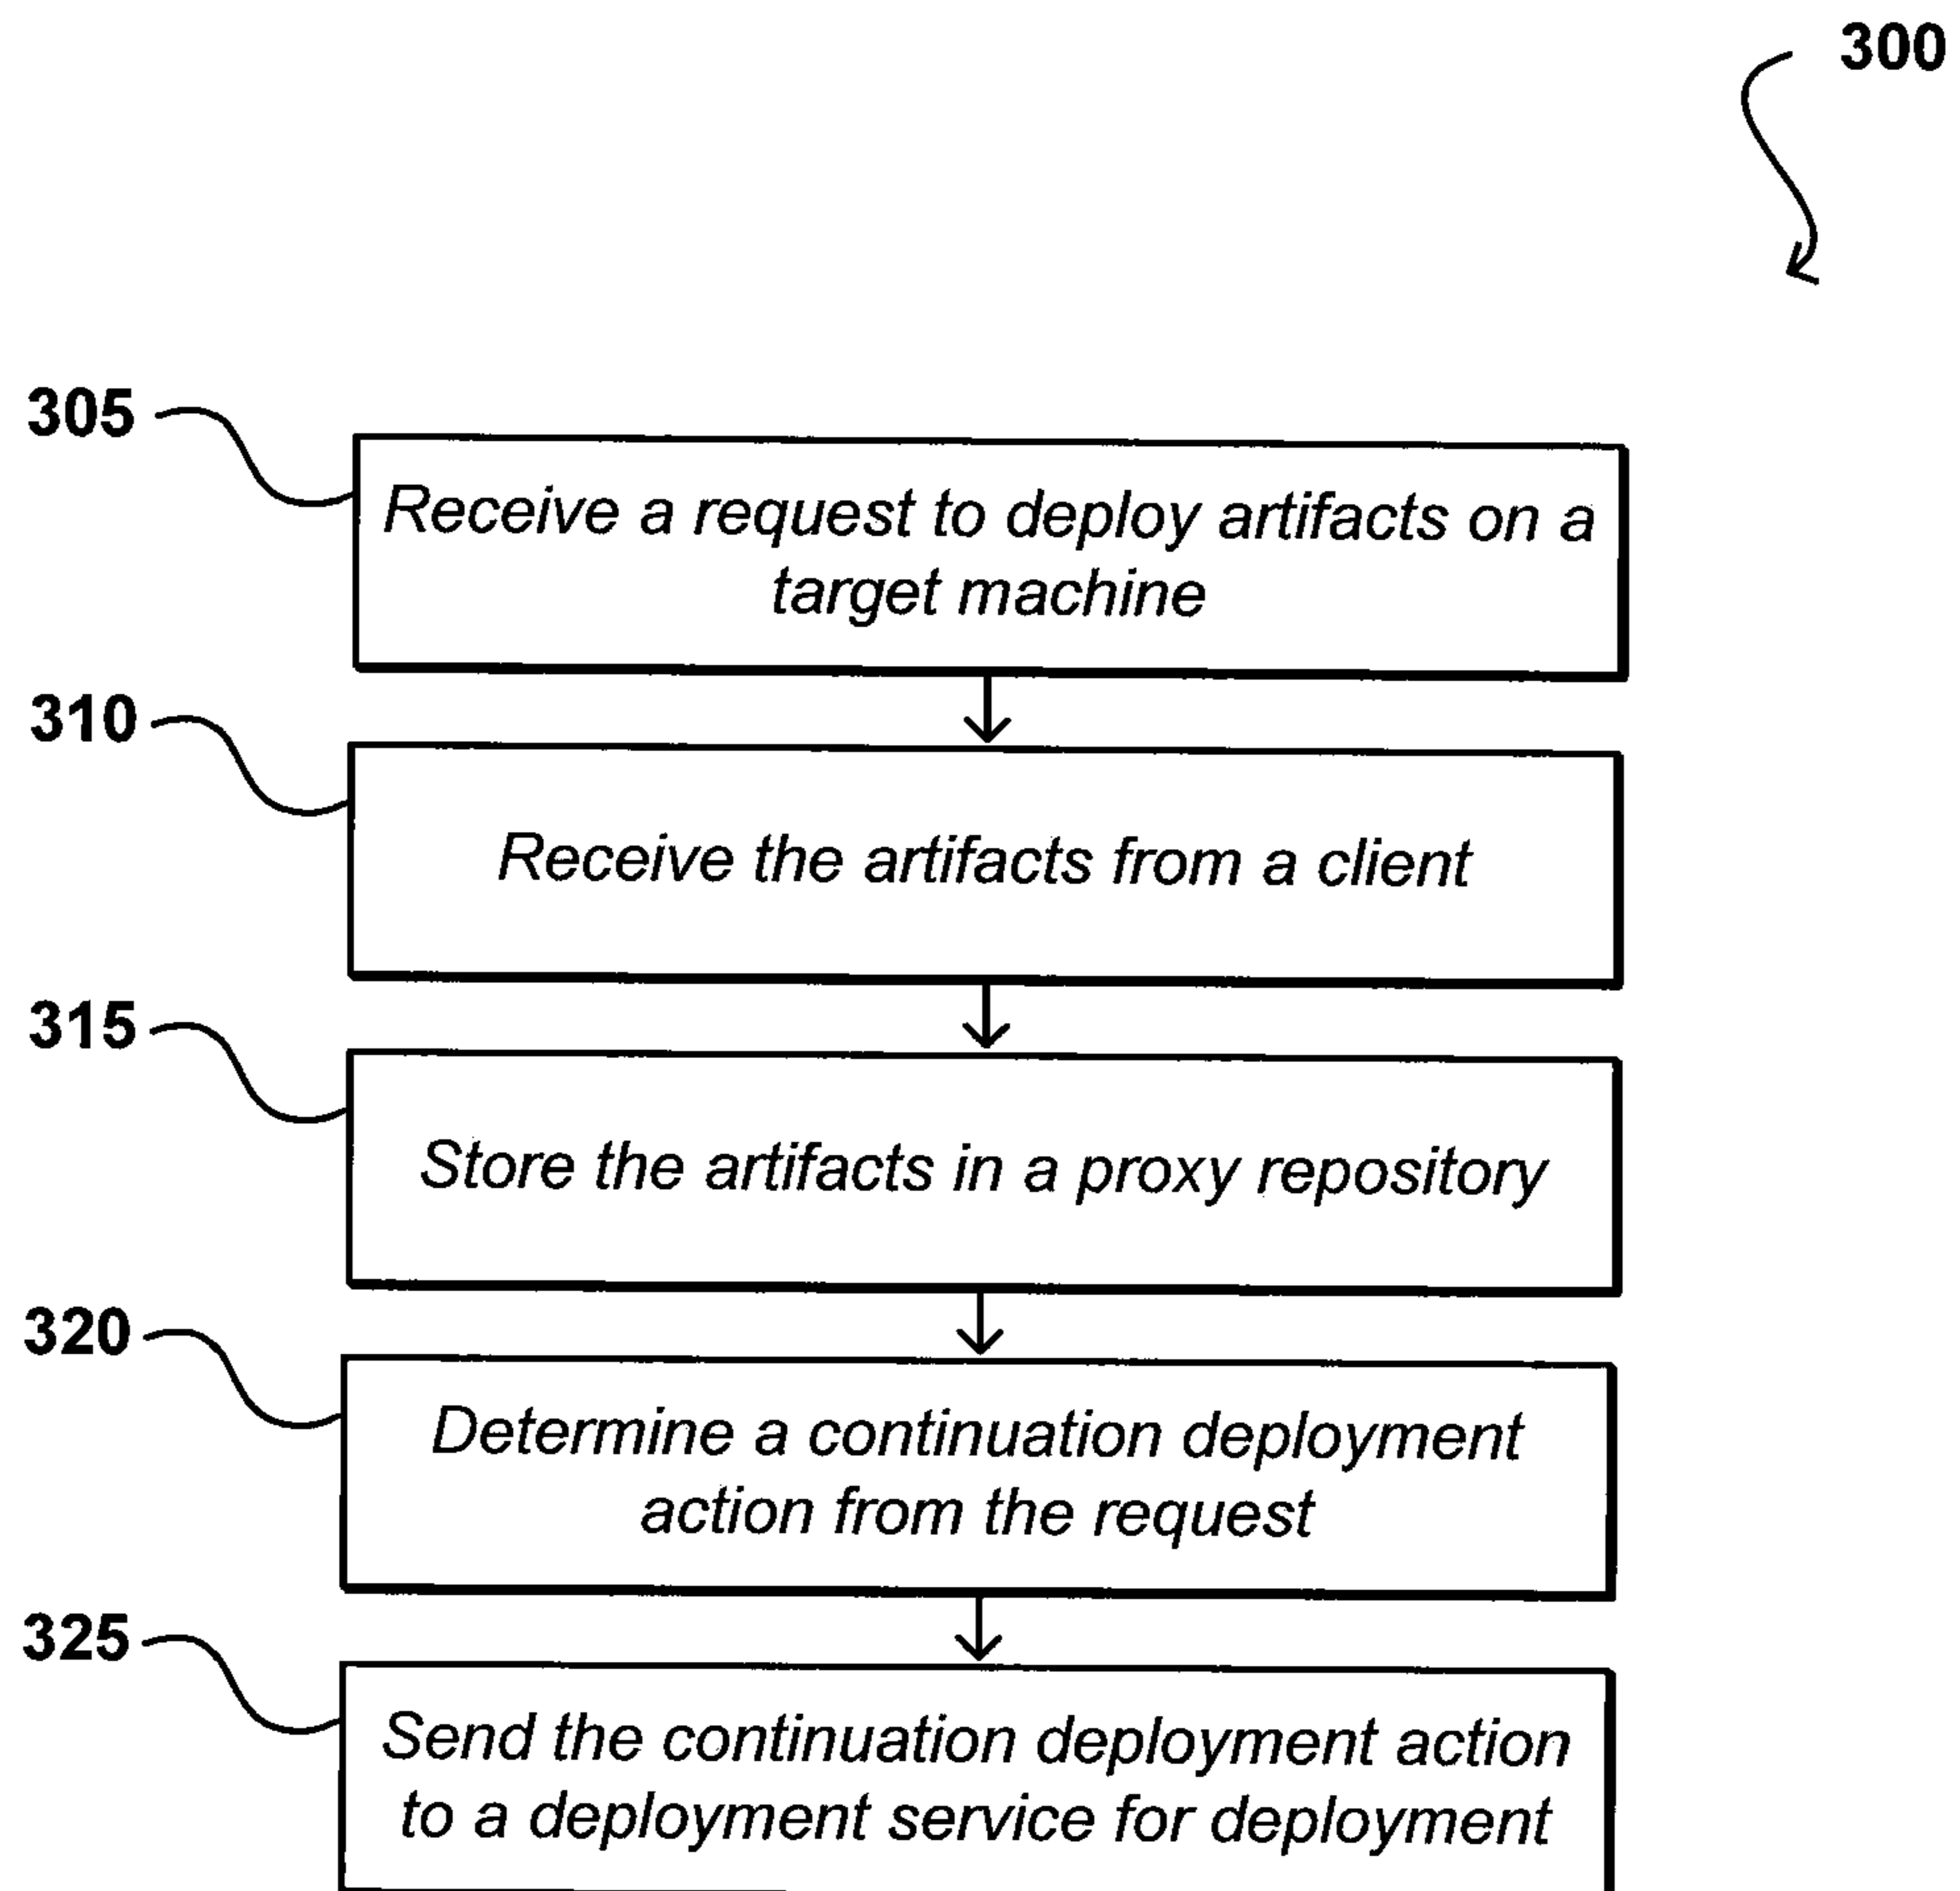 300
305
Receive a request to deploy artifacts on a
target machine
310
Receive the artifacts from a client
315
Store the artifacts in a proxy repository
320
Determine a continuation deployment
action from the request
325
Send the continuation deployment action
to a deployment service for deployment